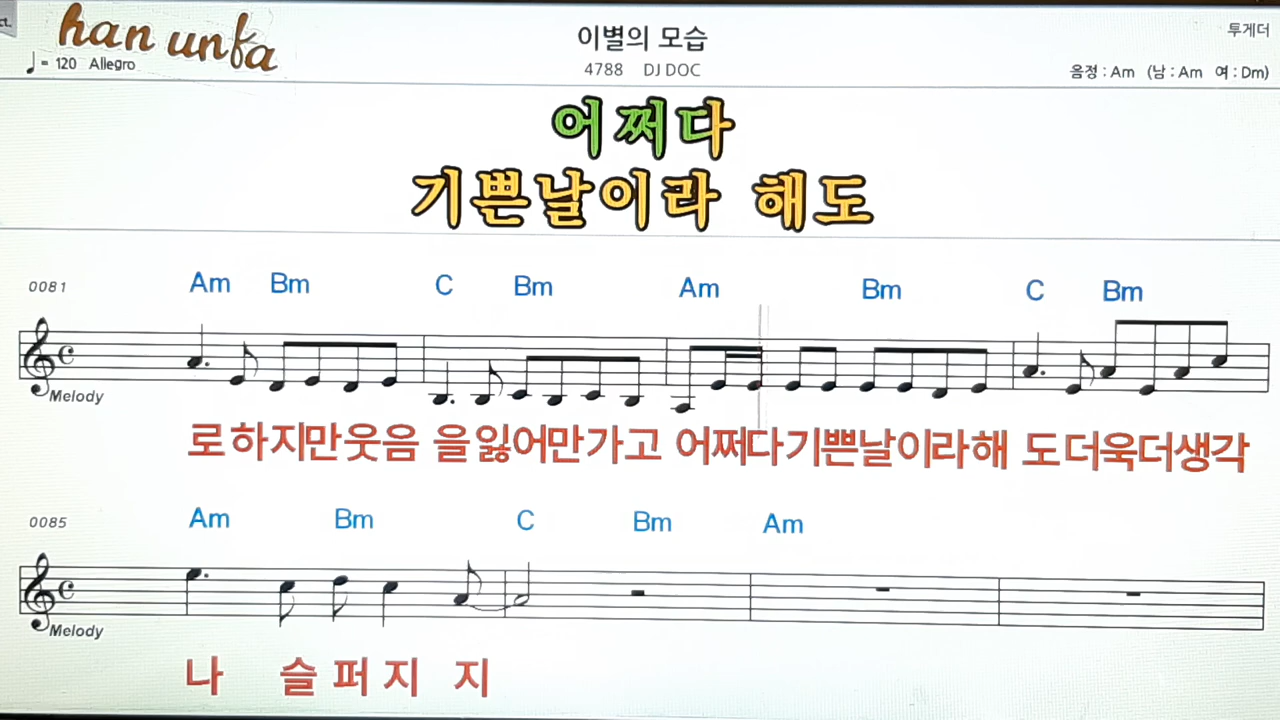 ct.
han unfa
이별의 모습
투게더
♩= 120 Allegro
4788 DJ DOC
음정 : Am (남 : Am 여 : Dm)
어쩌다
기쁜날이라 해도
0081 Am Bm C Bm Am Bm C Bm
Melody
로하지만웃음 을잃어만가고 어쩌다기쁜날이라해 도더욱더생각
0085 Am Bm C Bm Am
Melody
나 슬퍼지 지